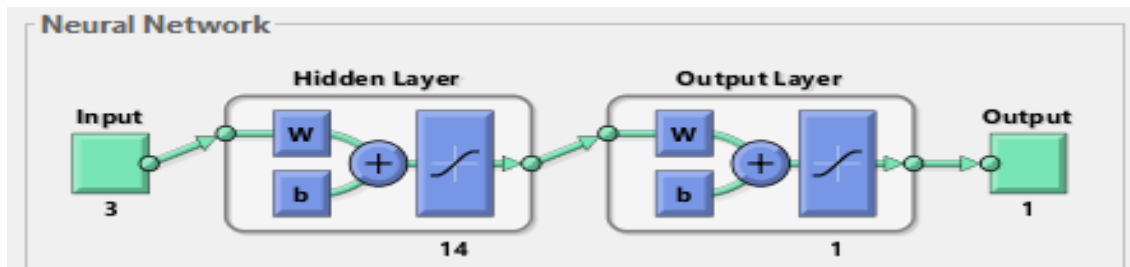 Neural Network
Hidden Layer
Output Layer
Input
Output
W
W
+
+
b
b
3
14
1
1